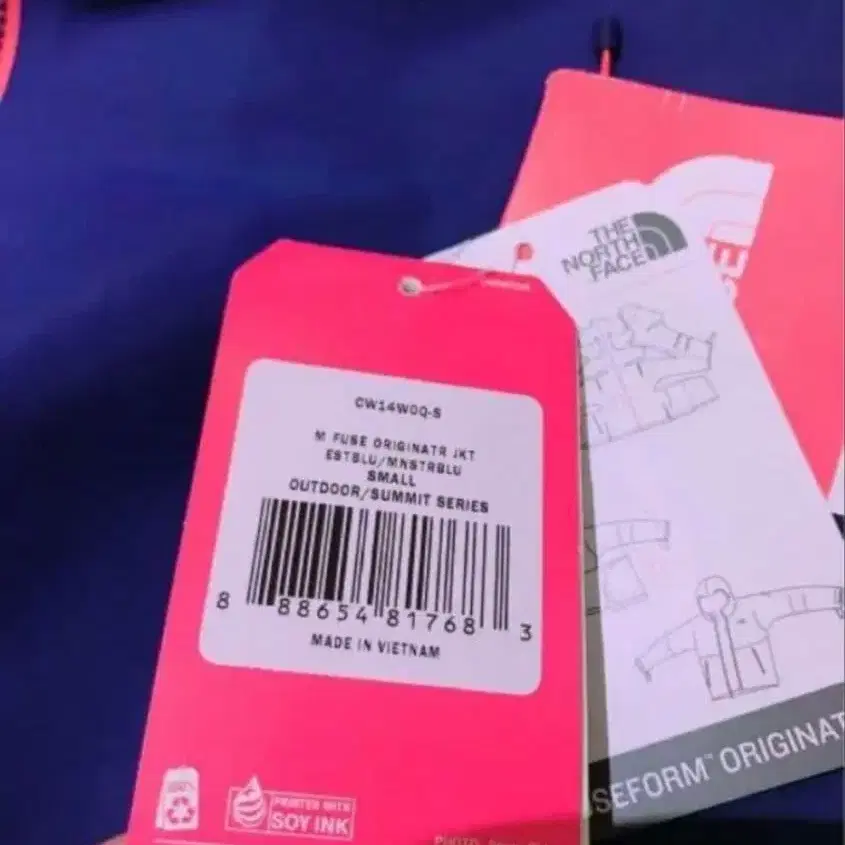 THE
NORTH
FACE
CW14W0Q-S
M FUSE ORIGINATR JKT
ESTBLU/MNSTRBLU
SMALL
OUTDOOR/SUMMIT SERIES
8 88654 81768 3
MADE IN VIETNAM
100%
PRINTED WITH
SOY INK
SEFORM™ ORIGINAT